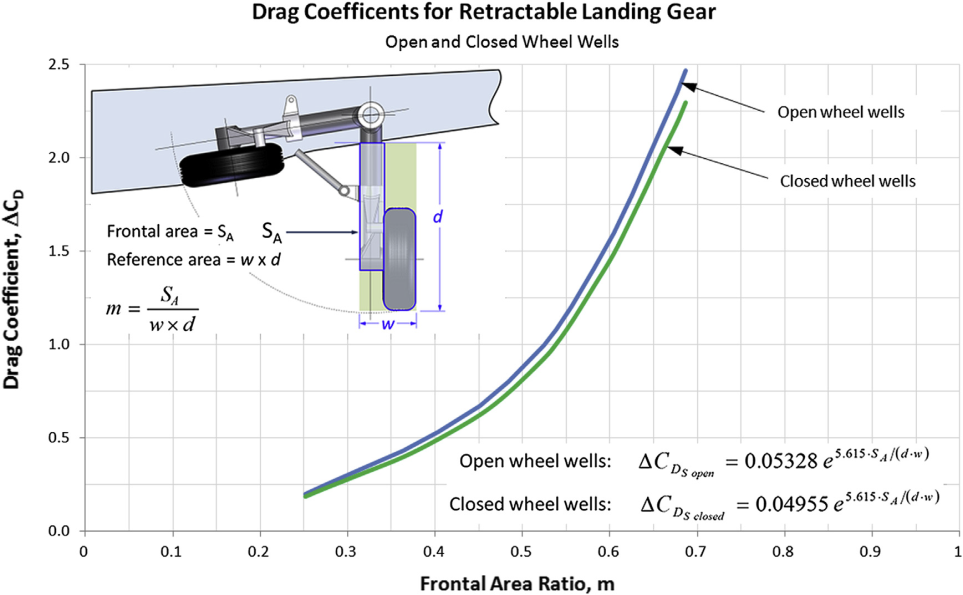 Drag Coefficents for Retractable Landing Gear
Open and Closed Wheel Wells
2.5
Open wheel wells
2.0
Closed wheel wells
d
Frontal area = S_A
S_A
Reference area = w x d
1.5
m = S_A / (w × d)
w
1.0
0.5
Open wheel wells: ΔC_{D_{S open}} = 0.05328 e^{5.615·S_A/(d·w)}
Closed wheel wells: ΔC_{D_{S closed}} = 0.04955 e^{5.615·S_A/(d·w)}
0.0
0 0.1 0.2 0.3 0.4 0.5 0.6 0.7 0.8 0.9 1
Drag Coefficient, ΔC_D
Frontal Area Ratio, m